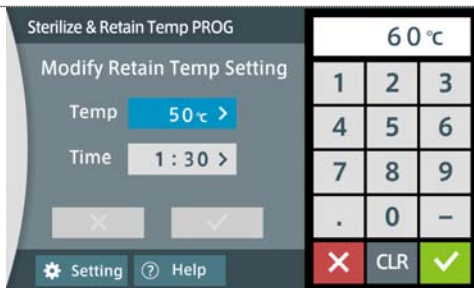 Sterilize & Retain Temp PROG
Modify Retain Temp Setting
Temp 50℃ >
Time 1:30 >
Setting ? Help
60℃
1 2 3
4 5 6
7 8 9
. 0 −
CLR